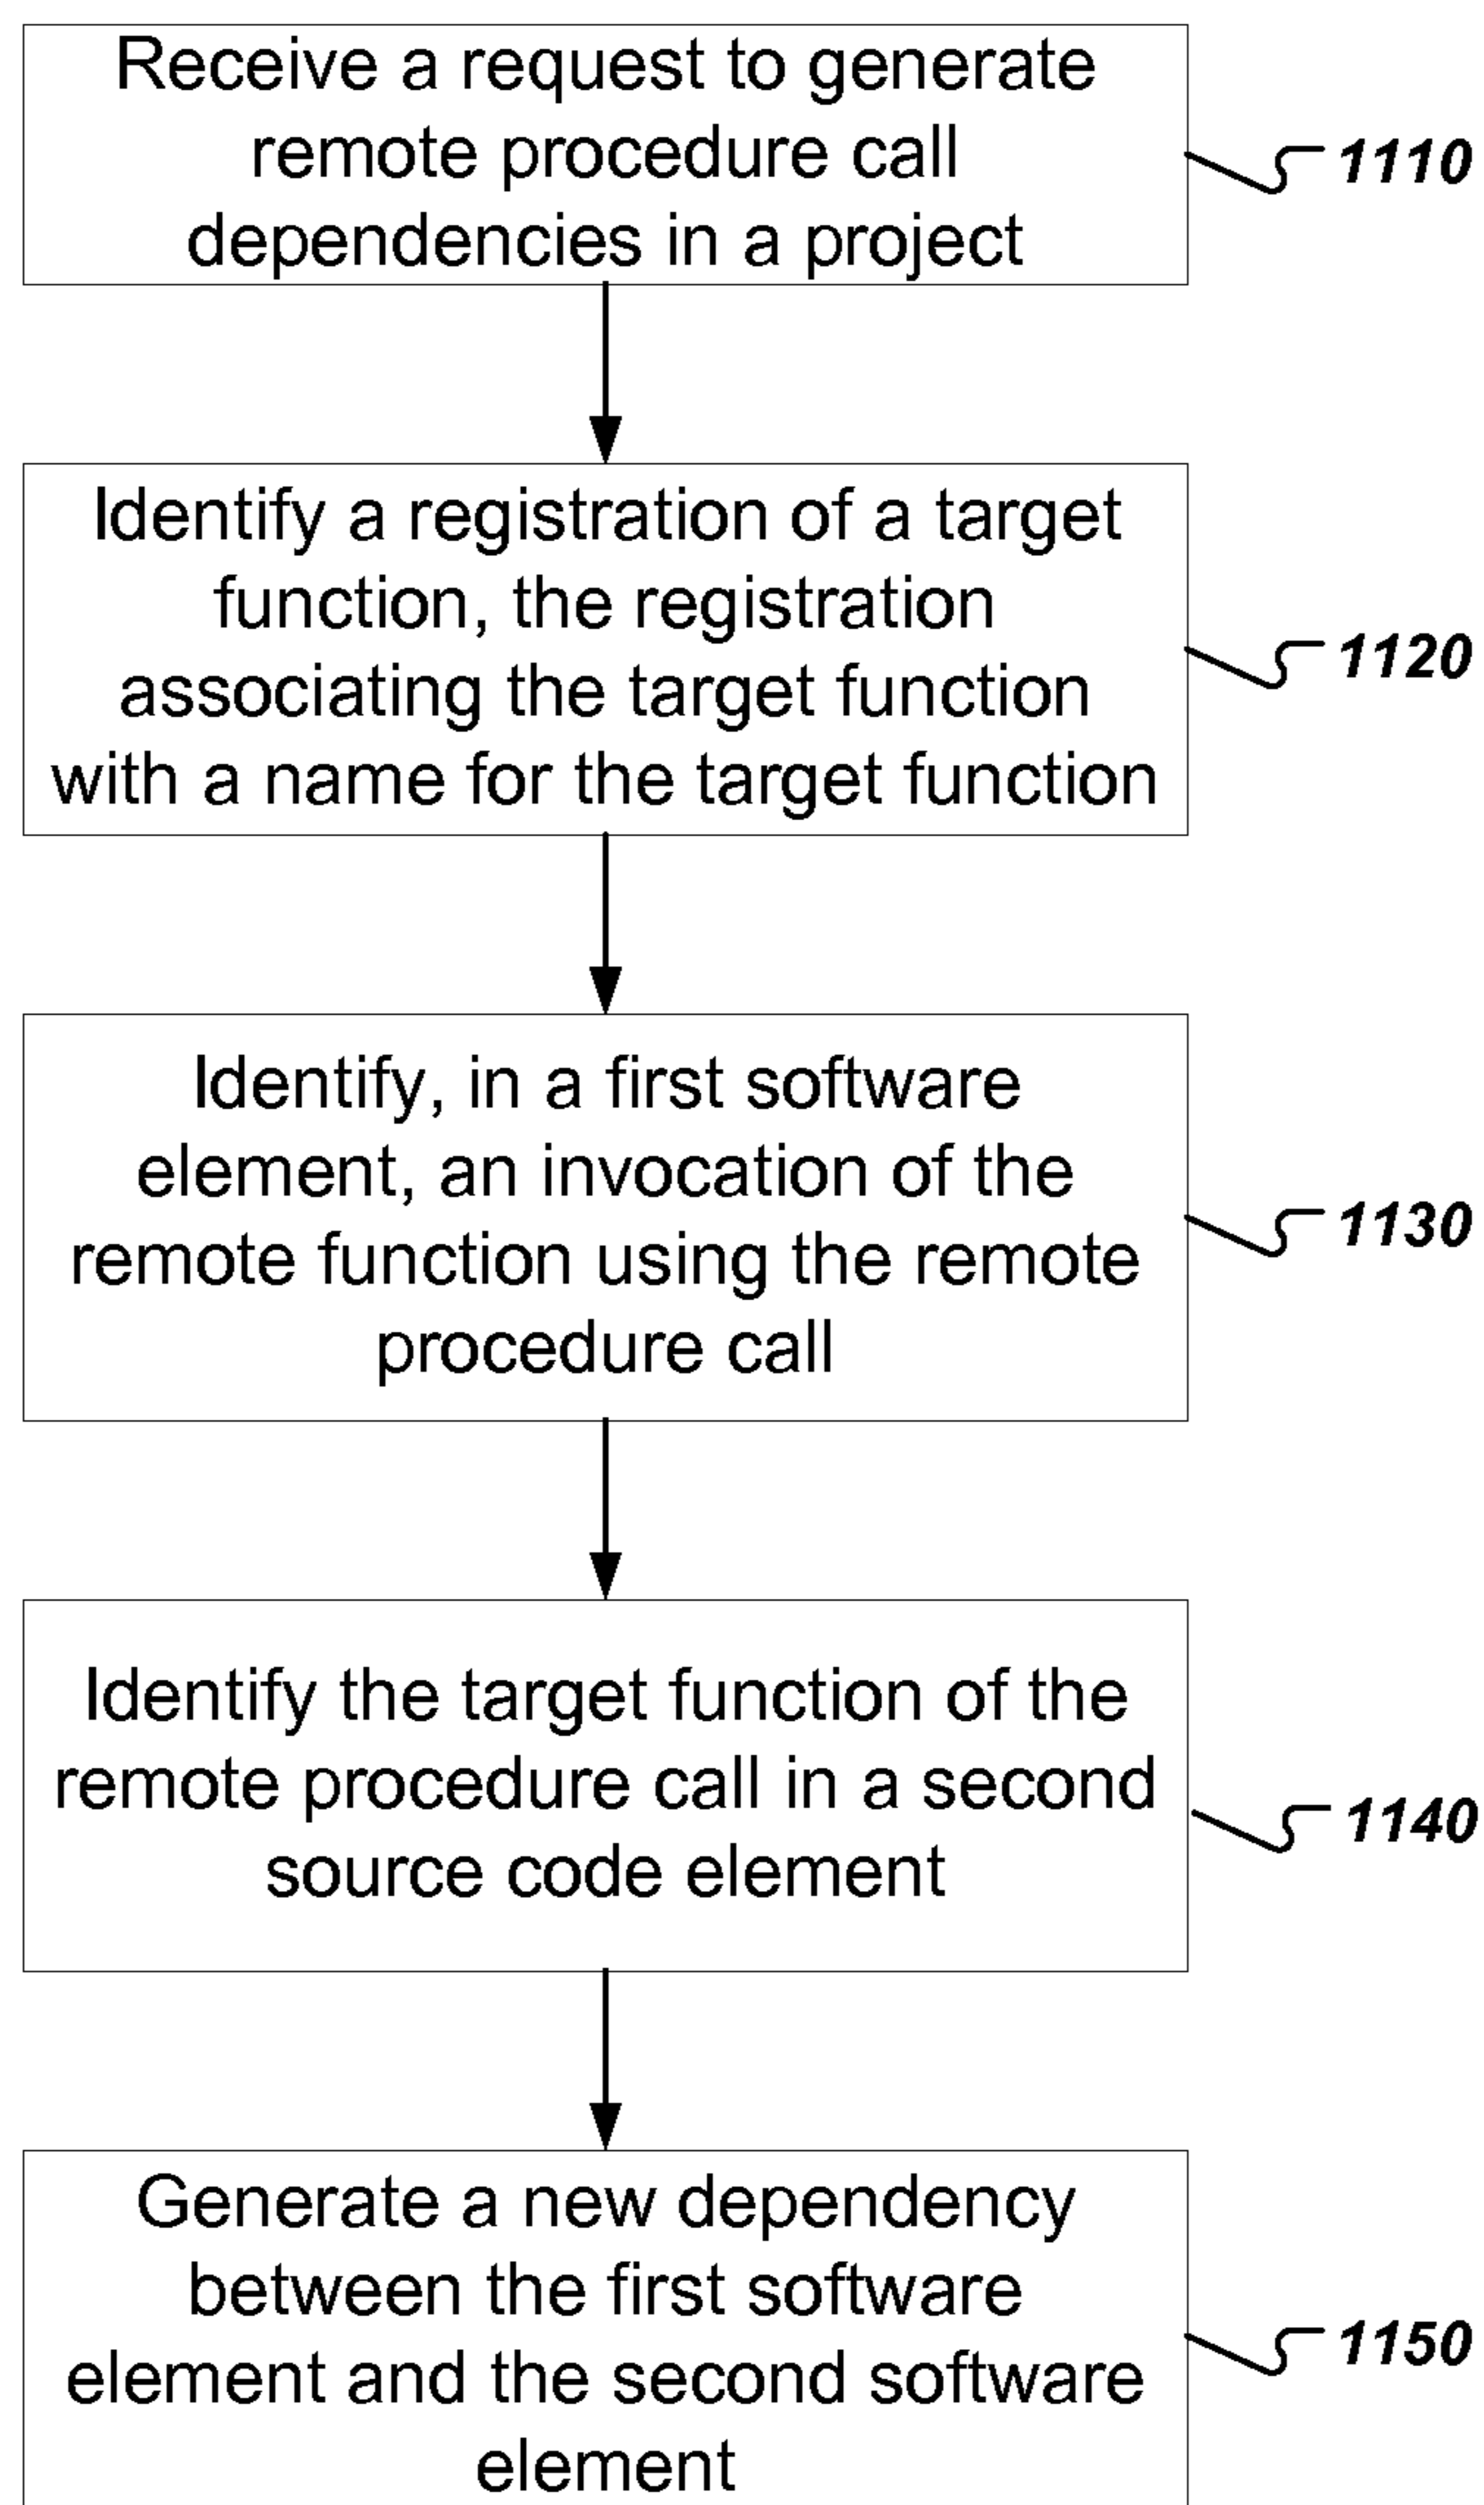 Receive a request to generate
remote procedure call
dependencies in a project
1110
Identify a registration of a target
function, the registration
associating the target function
with a name for the target function
1120
Identify, in a first software
element, an invocation of the
remote function using the remote
procedure call
1130
Identify the target function of the
remote procedure call in a second
source code element
1140
Generate a new dependency
between the first software
element and the second software
element
1150